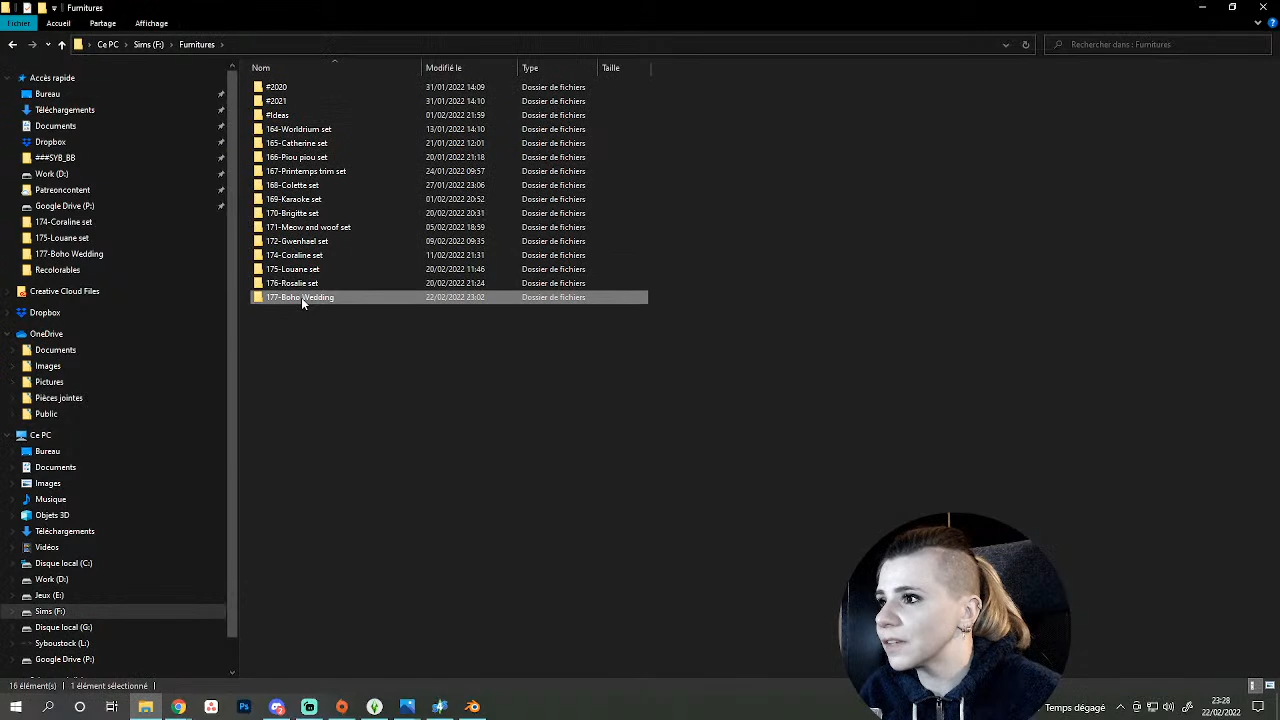 Furnitures
Fichier Accueil Partage Affichage
Ce PC Sims (F:) Furnitures
Rechercher dans : Furnitures
Nom Modifié le Type Taille
Accès rapide
Bureau
Téléchargements
Documents
Dropbox
###SYB_BB
Work (D:)
Patreoncontent
Google Drive (P:)
174-Coraline set
175-Louane set
177-Boho Wedding
Recolorables
Creative Cloud Files
Dropbox
OneDrive
Documents
Images
Pictures
Pièces jointes
Public
Ce PC
Bureau
Documents
Images
Musique
Objets 3D
Téléchargements
Vidéos
Disque local (C:)
Work (D:)
Jeux (E:)
Sims (F:)
Disque local (G:)
Syboustock (L:)
Google Drive (P:)
#2020 31/01/2022 14:09 Dossier de fichiers
#2021 31/01/2022 14:10 Dossier de fichiers
#Ideas 01/02/2022 21:59 Dossier de fichiers
164-Worldrium set 13/01/2022 14:10 Dossier de fichiers
165-Catherine set 21/01/2022 12:01 Dossier de fichiers
166-Piou piou set 20/01/2022 21:18 Dossier de fichiers
167-Printemps trim set 24/01/2022 09:57 Dossier de fichiers
168-Colette set 27/01/2022 23:06 Dossier de fichiers
169-Karaoke set 01/02/2022 20:52 Dossier de fichiers
170-Brigitte set 20/02/2022 20:31 Dossier de fichiers
171-Meow and woof set 05/02/2022 18:59 Dossier de fichiers
172-Gwenhael set 09/02/2022 09:35 Dossier de fichiers
174-Coraline set 11/02/2022 21:31 Dossier de fichiers
175-Louane set 20/02/2022 11:46 Dossier de fichiers
176-Rosalie set 20/02/2022 21:24 Dossier de fichiers
177-Boho Wedding 22/02/2022 23:02 Dossier de fichiers
16 élément(s) 1 élément sélectionné
Ps
Temps dégagé
23:28
22/02/2022